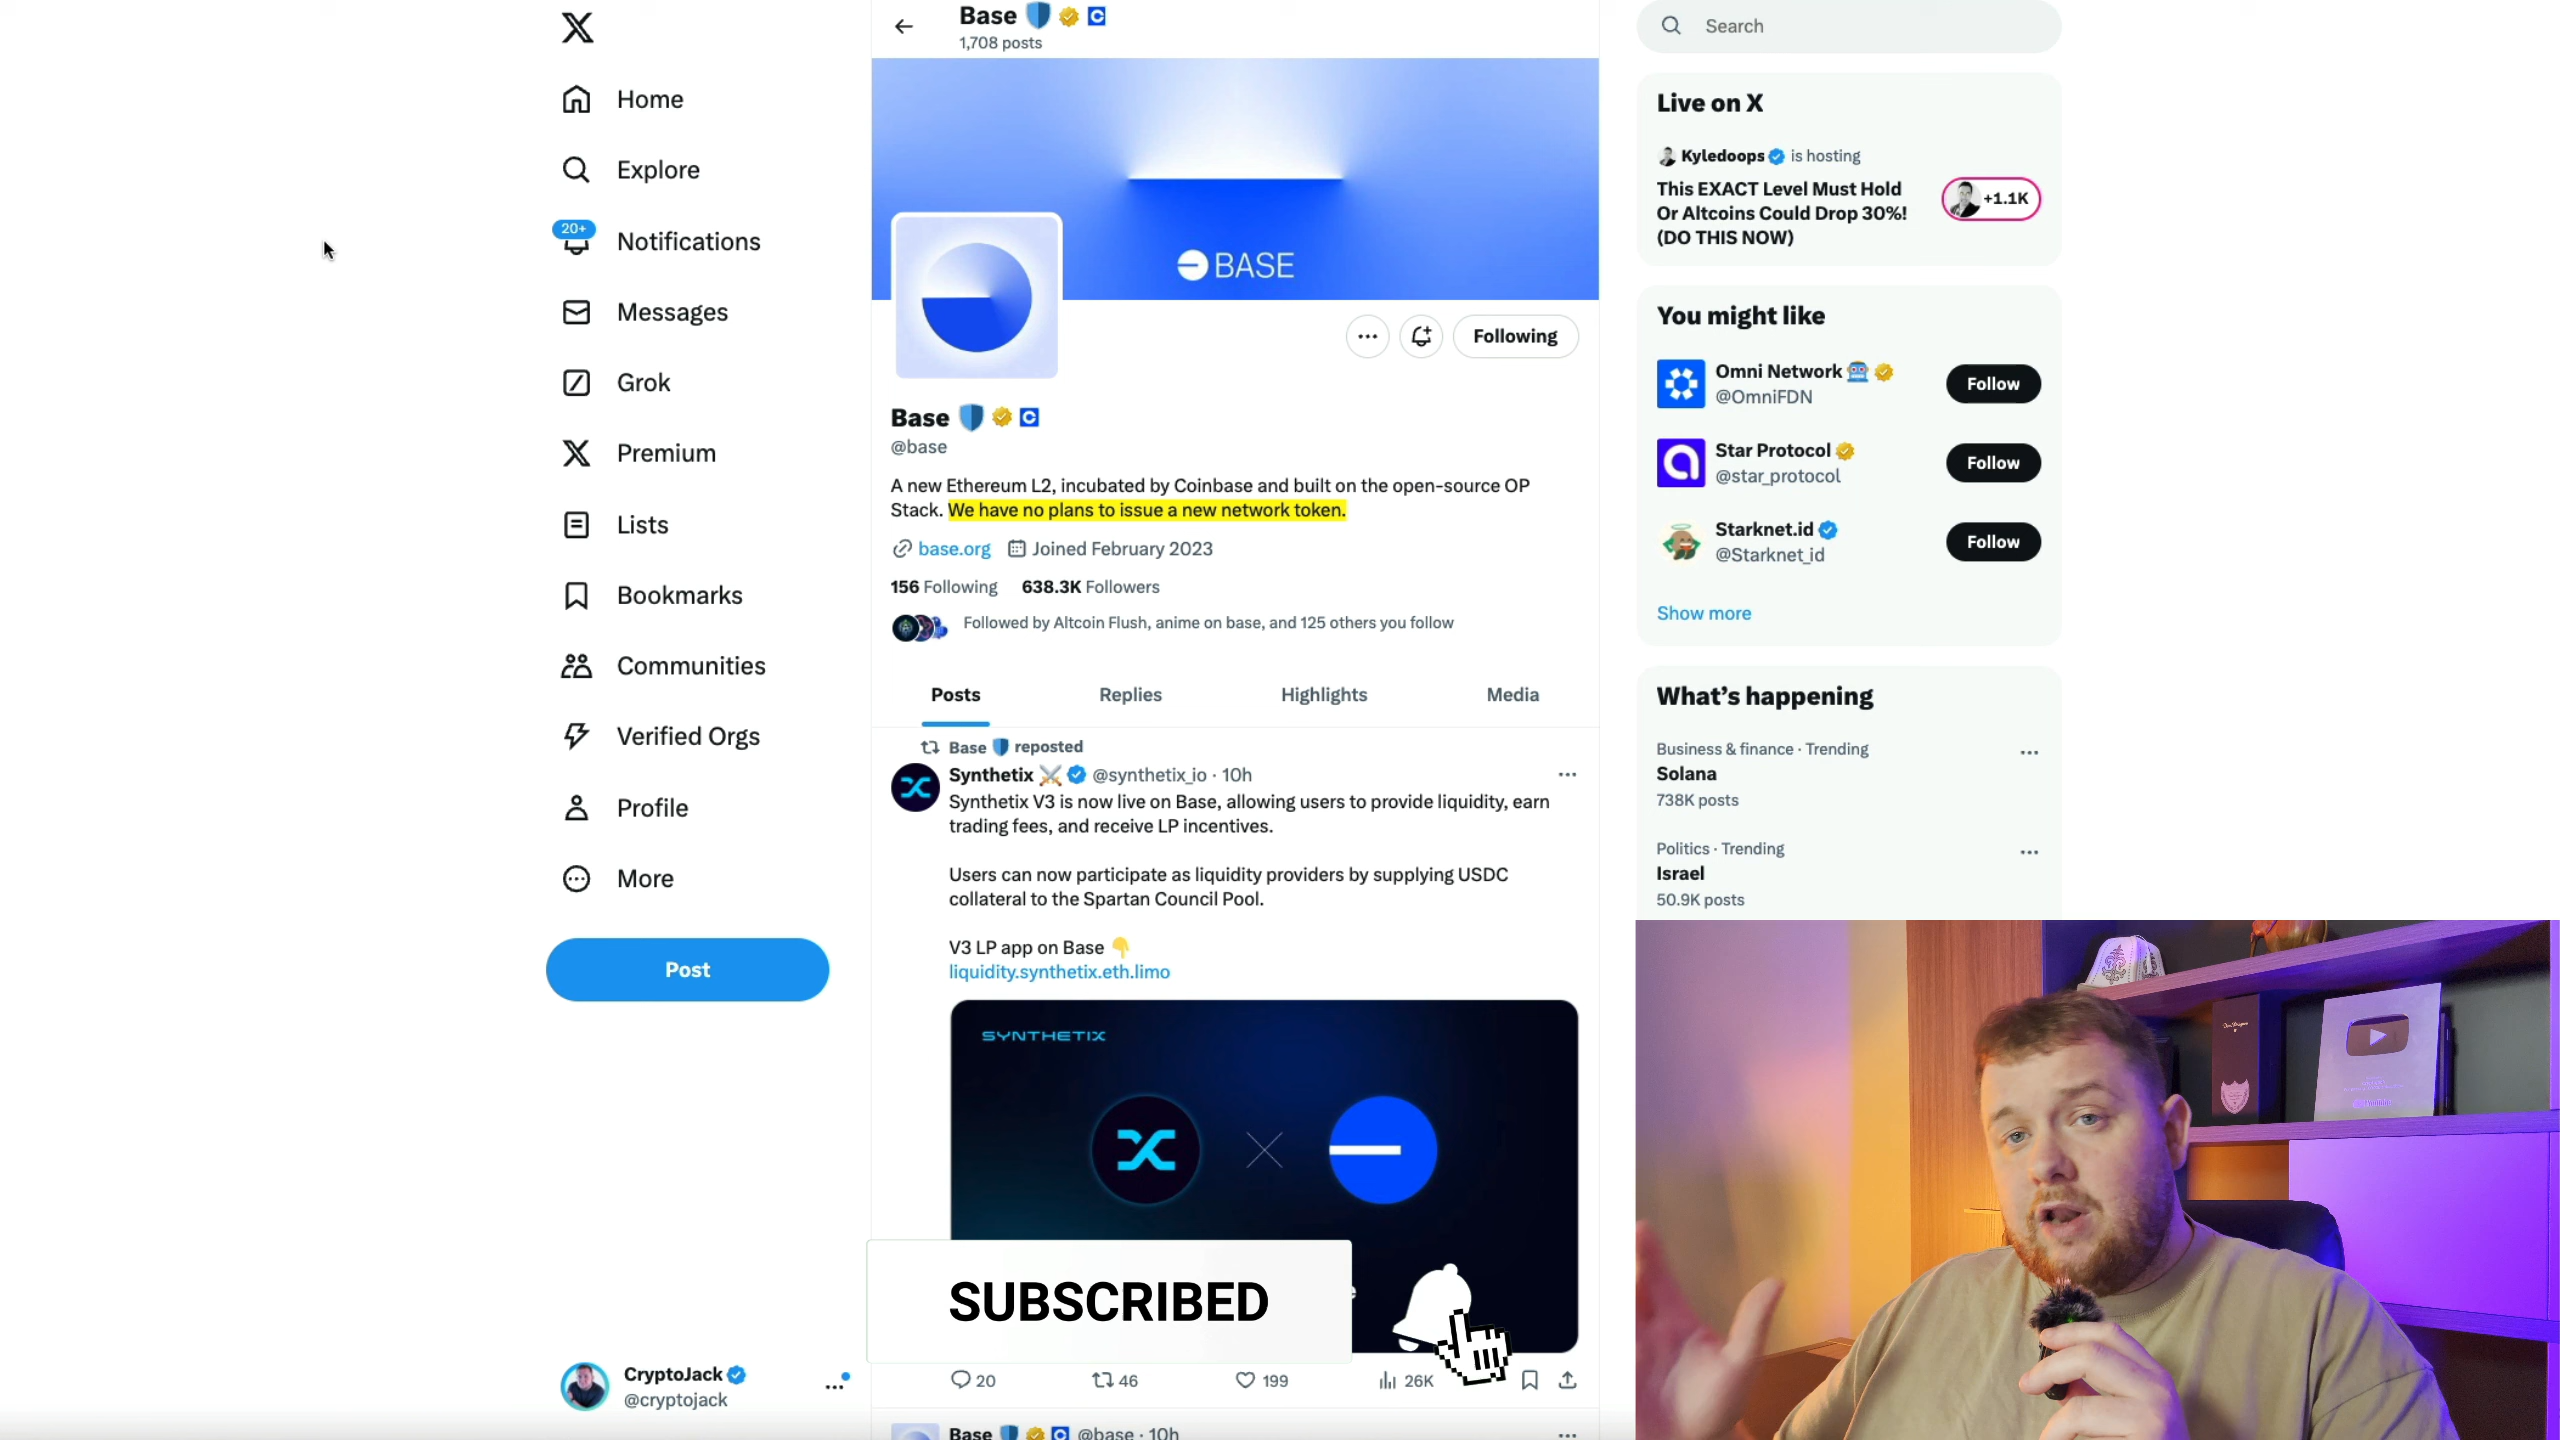 Home
Explore
20+
Notifications
Messages
Grok
Premium
Lists
Bookmarks
Communities
Verified Orgs
Profile
More
Post
CryptoJack
@cryptojack
Base
1,708 posts
BASE
Following
Base
@base
A new Ethereum L2, incubated by Coinbase and built on the open-source OP
Stack. We have no plans to issue a new network token.
base.org Joined February 2023
156 Following 638.3K Followers
Followed by Altcoin Flush, anime on base, and 125 others you follow
Posts Replies Highlights Media
Base reposted
Synthetix @synthetix_io · 10h
Synthetix V3 is now live on Base, allowing users to provide liquidity, earn
trading fees, and receive LP incentives.
Users can now participate as liquidity providers by supplying USDC
collateral to the Spartan Council Pool.
V3 LP app on Base
liquidity.synthetix.eth.limo
SYNTHETIX
SUBSCRIBED
20 46 199 26K
Base @base · 10h
Search
Live on X
Kyledoops is hosting
This EXACT Level Must Hold
Or Altcoins Could Drop 30%!
(DO THIS NOW)
+1.1K
You might like
Omni Network
@OmniFDN
Follow
Star Protocol
@star_protocol
Follow
Starknet.id
@Starknet_id
Follow
Show more
What's happening
Business & finance · Trending
Solana
738K posts
Politics · Trending
Israel
50.9K posts